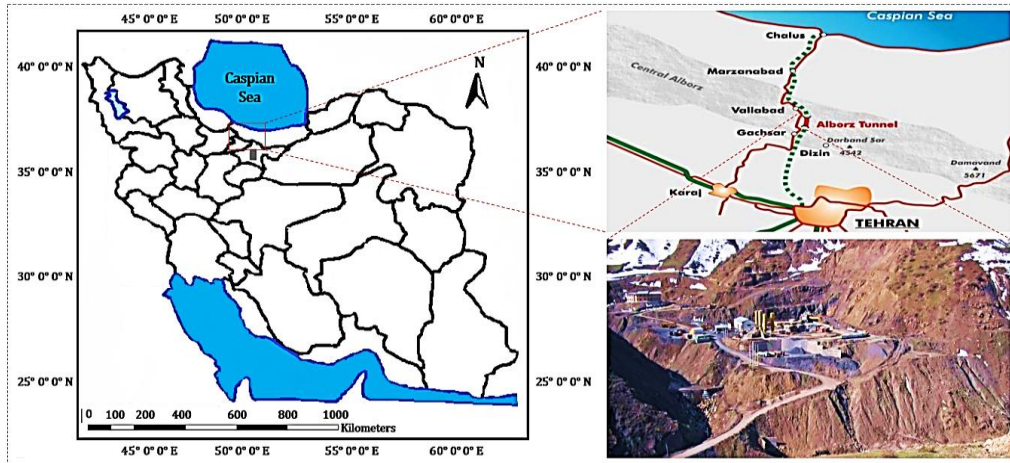 45° 0' 0" E 50° 0' 0" E 55° 0' 0" E 60° 0' 0" E
40° 0' 0" N
35° 0' 0" N
30° 0' 0" N
25° 0' 0" N
Caspian
Sea
N
40° 0' 0" N
35° 0' 0" N
30° 0' 0" N
25° 0' 0" N
0 100 200 400 600 800 1000
Kilometers
45° 0' 0" E 50° 0' 0" E 55° 0' 0" E 60° 0' 0" E
Caspian Sea
Chalus
Marzanabad
Central Alborz
Valiabad
Alborz Tunnel
Gachsar
Darband Sar
4542
Dizin
Damavand
5671
Karaj
TEHRAN